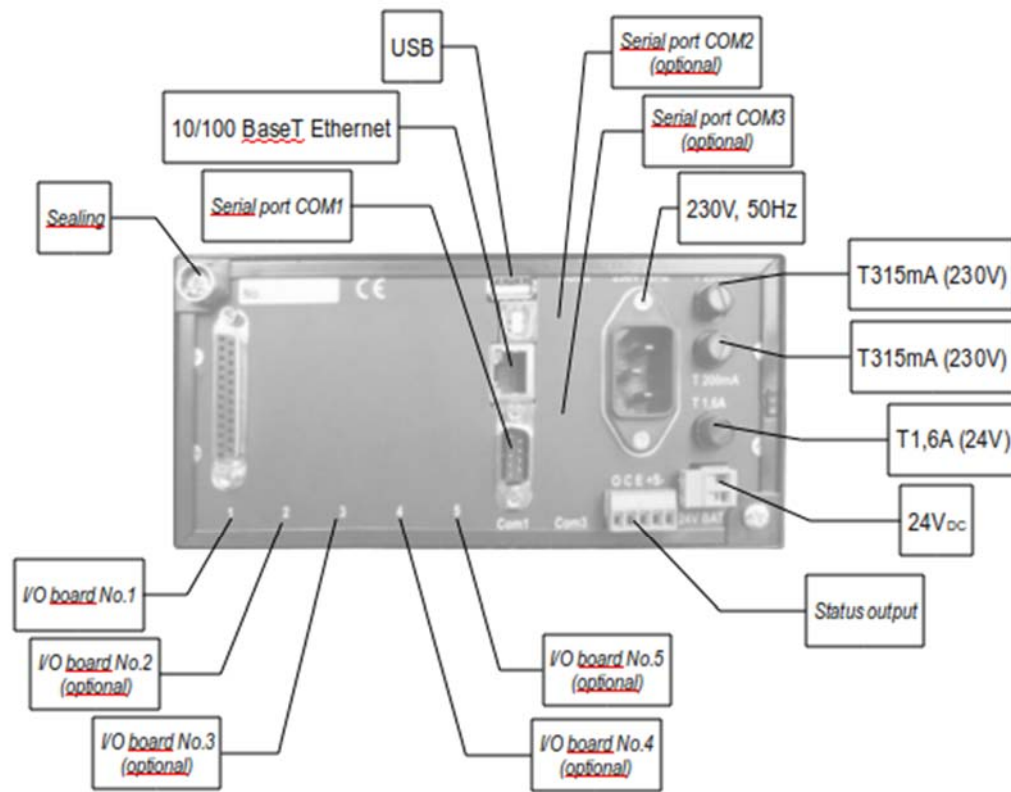 USB
Serial port COM2
(optional)
10/100 BaseT Ethernet
Serial port COM3
(optional)
Serial port COM1
230V, 50Hz
Sealing
T315mA (230V)
No.
CE
T315mA (230V)
T 200mA
T 1,6A
T1,6A (24V)
O C E +S-
24VDC
1
2
3
4
5
Com1
Com3
24V BAT
I/O board No.1
Status output
I/O board No.2
(optional)
I/O board No.5
(optional)
I/O board No.3
(optional)
I/O board No.4
(optional)